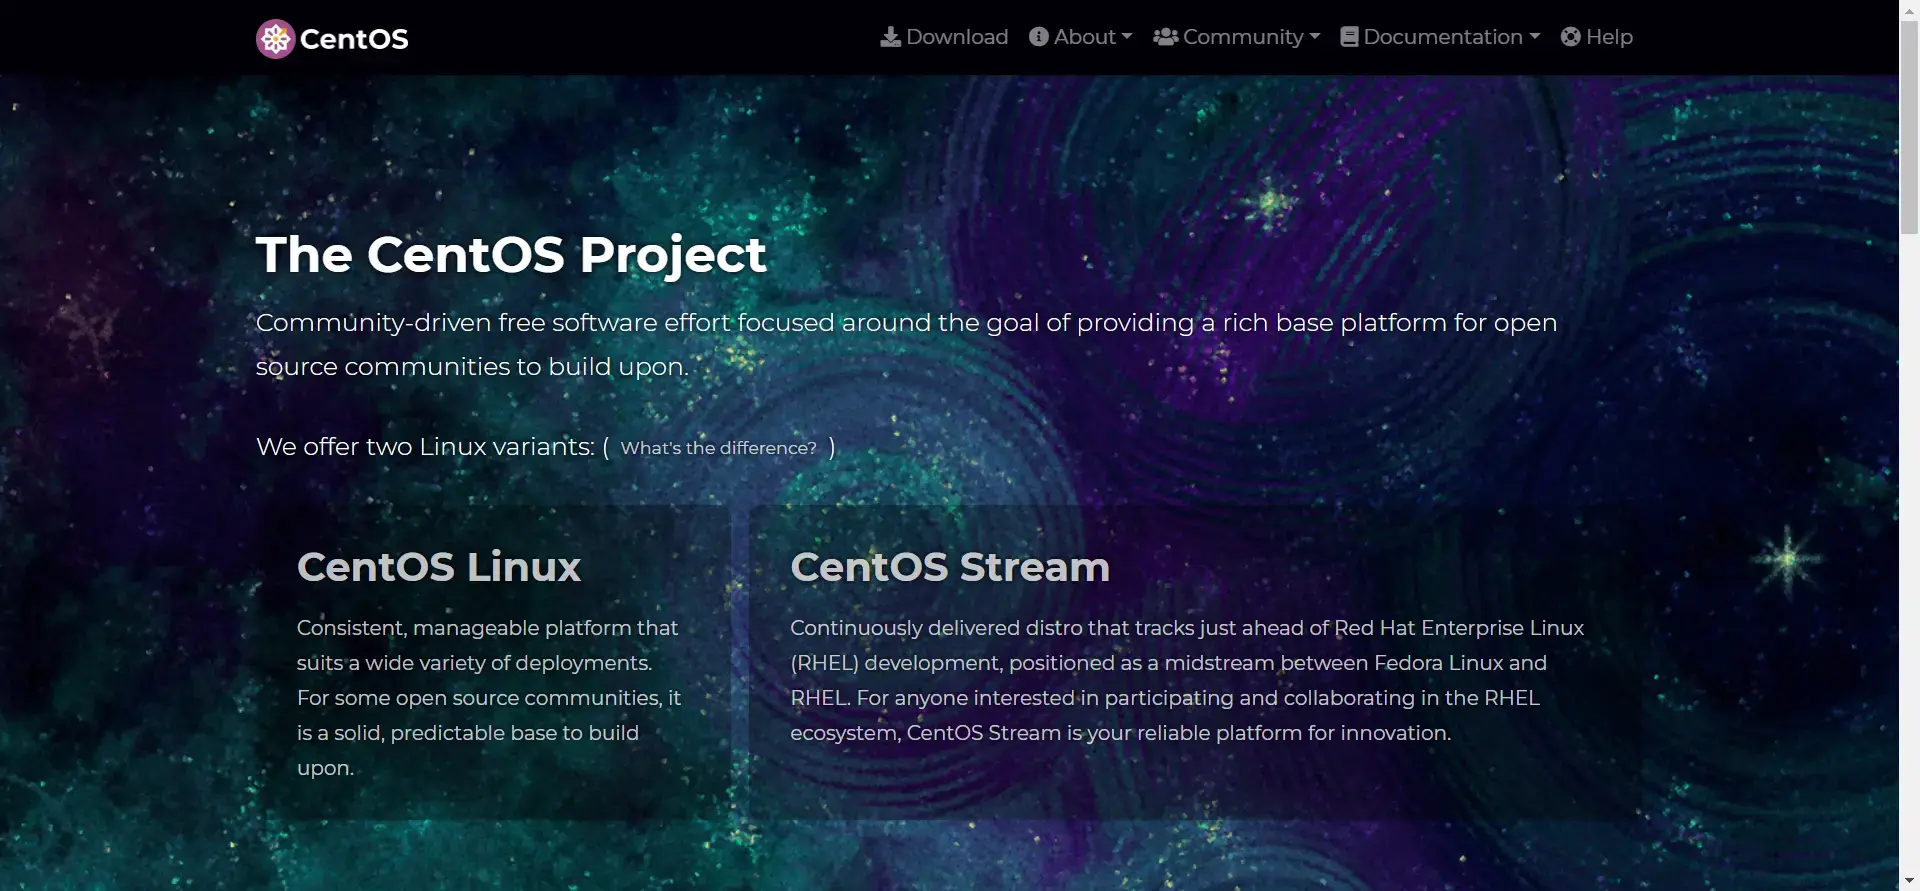 CentOS
Download About Community Documentation Help
The CentOS Project
Community-driven free software effort focused around the goal of providing a rich base platform for open
source communities to build upon.
We offer two Linux variants: ( What's the difference? )
CentOS Linux
Consistent, manageable platform that
suits a wide variety of deployments.
For some open source communities, it
is a solid, predictable base to build
upon.
CentOS Stream
Continuously delivered distro that tracks just ahead of Red Hat Enterprise Linux
(RHEL) development, positioned as a midstream between Fedora Linux and
RHEL. For anyone interested in participating and collaborating in the RHEL
ecosystem, CentOS Stream is your reliable platform for innovation.